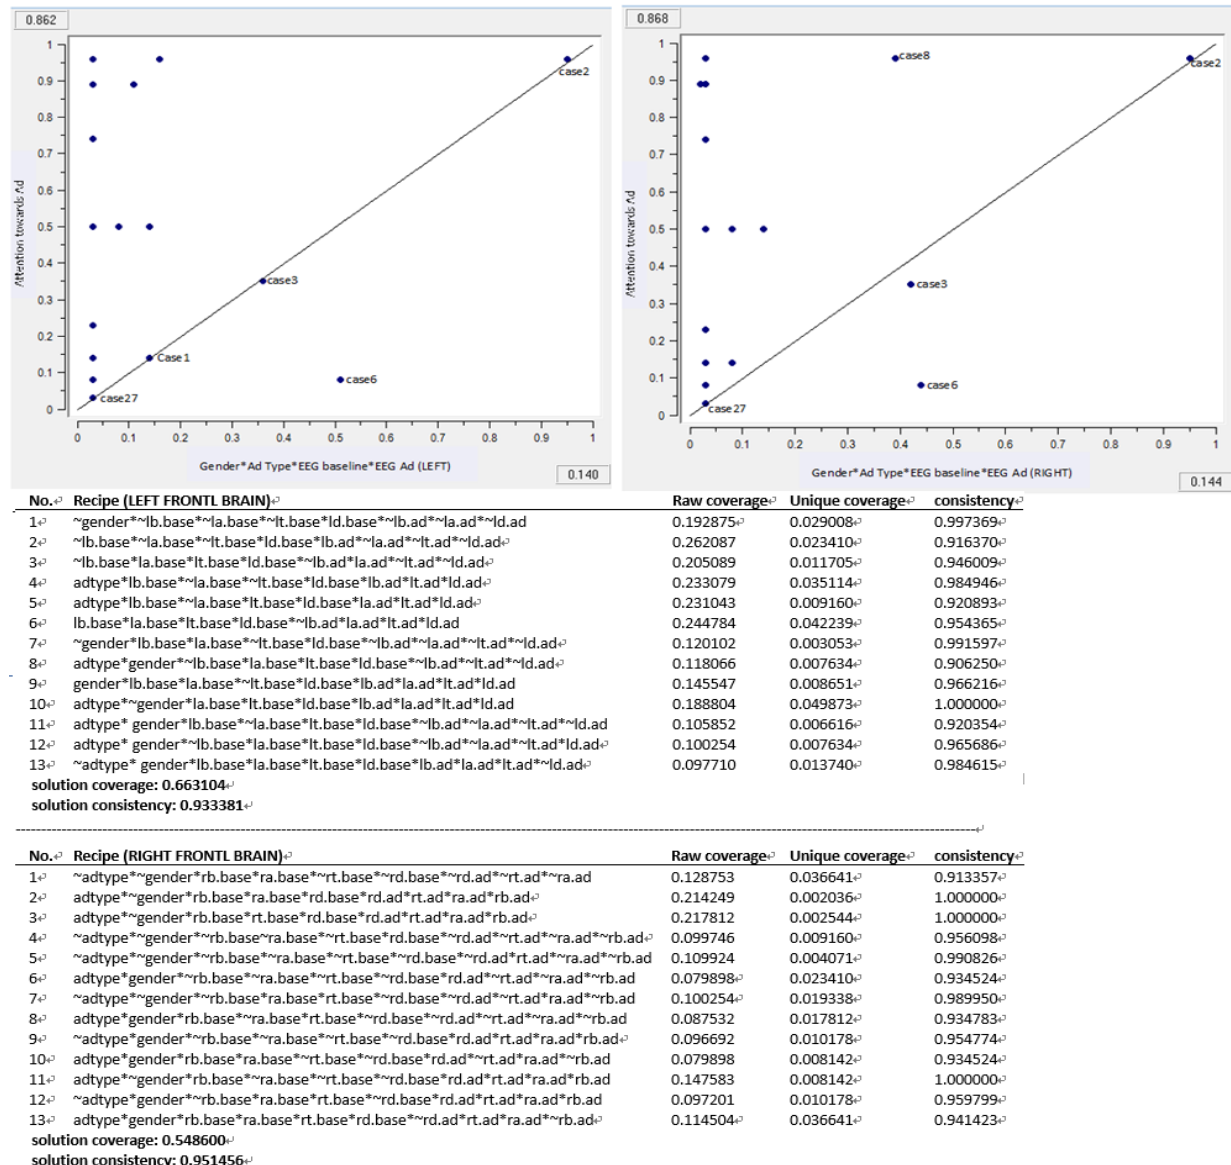 0.862
1
0.9
0.8
0.7
0.6
0.5
0.4
0.3
0.2
0.1
0
Attention towards Ad
case2
case3
Case1
case6
case27
0 0.1 0.2 0.3 0.4 0.5 0.6 0.7 0.8 0.9 1
Gender*Ad Type*EEG baseline*EEG Ad (LEFT)
0.140
0.868
1
0.9
0.8
0.7
0.6
0.5
0.4
0.3
0.2
0.1
0
Attention towards Ad
case8
case2
case3
case6
case27
0 0.1 0.2 0.3 0.4 0.5 0.6 0.7 0.8 0.9 1
Gender*Ad Type*EEG baseline*EEG Ad (RIGHT)
0.144
No. Recipe (LEFT FRONTL BRAIN) Raw coverage Unique coverage consistency
1 ~gender*~lb.base*~la.base*~lt.base*ld.base*~lb.ad*~la.ad*~ld.ad 0.192875 0.029008 0.997369
2 ~lb.base*~la.base*~lt.base*ld.base*lb.ad*~la.ad*~lt.ad*~ld.ad 0.262087 0.023410 0.916370
3 ~lb.base*la.base*lt.base*ld.base*~lb.ad*la.ad*~lt.ad*~ld.ad 0.205089 0.011705 0.946009
4 adtype*lb.base*~la.base*~lt.base*ld.base*lb.ad*lt.ad*ld.ad 0.233079 0.035114 0.984946
5 adtype*lb.base*~la.base*lt.base*ld.base*la.ad*lt.ad*ld.ad 0.231043 0.009160 0.920893
6 lb.base*la.base*lt.base*ld.base*~lb.ad*la.ad*lt.ad*ld.ad 0.244784 0.042239 0.954365
7 ~gender*lb.base*la.base*~lt.base*ld.base*~lb.ad*la.ad*~lt.ad*~ld.ad 0.120102 0.003053 0.991597
8 adtype*gender*~lb.base*la.base*lt.base*ld.base*~lb.ad*~lt.ad*~ld.ad 0.118066 0.007634 0.906250
9 gender*lb.base*la.base*~lt.base*ld.base*lb.ad*la.ad*lt.ad*ld.ad 0.145547 0.008651 0.966216
10 adtype*~gender*la.base*lt.base*ld.base*lb.ad*la.ad*lt.ad*ld.ad 0.188804 0.049873 1.000000
11 adtype* gender*lb.base*~la.base*lt.base*ld.base*~lb.ad*~la.ad*~lt.ad*~ld.ad 0.105852 0.006616 0.920354
12 adtype* gender*~lb.base*la.base*lt.base*ld.base*~lb.ad*~la.ad*~lt.ad*ld.ad 0.100254 0.007634 0.965686
13 ~adtype* gender*lb.base*la.base*lt.base*ld.base*lb.ad*la.ad*lt.ad*~ld.ad 0.097710 0.013740 0.984615
solution coverage: 0.663104
solution consistency: 0.933381
No. Recipe (RIGHT FRONTL BRAIN) Raw coverage Unique coverage consistency
1 ~adtype*~gender*rb.base*ra.base*~rt.base*~rd.base*~rd.ad*~rt.ad*~ra.ad 0.128753 0.036641 0.913357
2 adtype*~gender*rb.base*ra.base*rd.base*rd.ad*rt.ad*ra.ad*rb.ad 0.214249 0.002036 1.000000
3 adtype*~gender*rb.base*rt.base*rd.base*rd.ad*rt.ad*ra.ad*rb.ad 0.217812 0.002544 1.000000
4 ~adtype*~gender*~rb.base~ra.base*~rt.base*rd.base*~rd.ad*~rt.ad*~ra.ad*~rb.ad 0.099746 0.009160 0.956098
5 ~adtype*~gender*~rb.base*~ra.base*~rt.base*~rd.base*~rd.ad*rt.ad*~ra.ad*~rb.ad 0.109924 0.004071 0.990826
6 adtype*gender*~rb.base*~ra.base*~rt.base*~rd.base*rd.ad*~rt.ad*~ra.ad*~rb.ad 0.079898 0.023410 0.934524
7 ~adtype*~gender*~rb.base*ra.base*rt.base*rd.base*~rd.ad*~rt.ad*ra.ad*~rb.ad 0.100254 0.019338 0.989950
8 adtype*gender*rb.base*~ra.base*rt.base*~rd.base*~rd.ad*~rt.ad*~ra.ad*~rb.ad 0.087532 0.017812 0.934783
9 ~adtype*gender*~rb.base*~ra.base*rt.base*~rd.base*rd.ad*rt.ad*ra.ad*rb.ad 0.096692 0.010178 0.954774
10 adtype*gender*rb.base*ra.base*~rt.base*~rd.base*rd.ad*~rt.ad*ra.ad*~rb.ad 0.079898 0.008142 0.934524
11 adtype*~gender*rb.base*~ra.base*~rt.base*~rd.base*rd.ad*rt.ad*ra.ad*rb.ad 0.147583 0.008142 1.000000
12 ~adtype*gender*rb.base*~ra.base*rt.base*~rd.base*rd.ad*rt.ad*ra.ad*rb.ad 0.097201 0.010178 0.959799
13 adtype*gender*rb.base*ra.base*rt.base*rd.base*~rd.ad*rt.ad*ra.ad*~rb.ad 0.114504 0.036641 0.941423
solution coverage: 0.548600
solution consistency: 0.951456